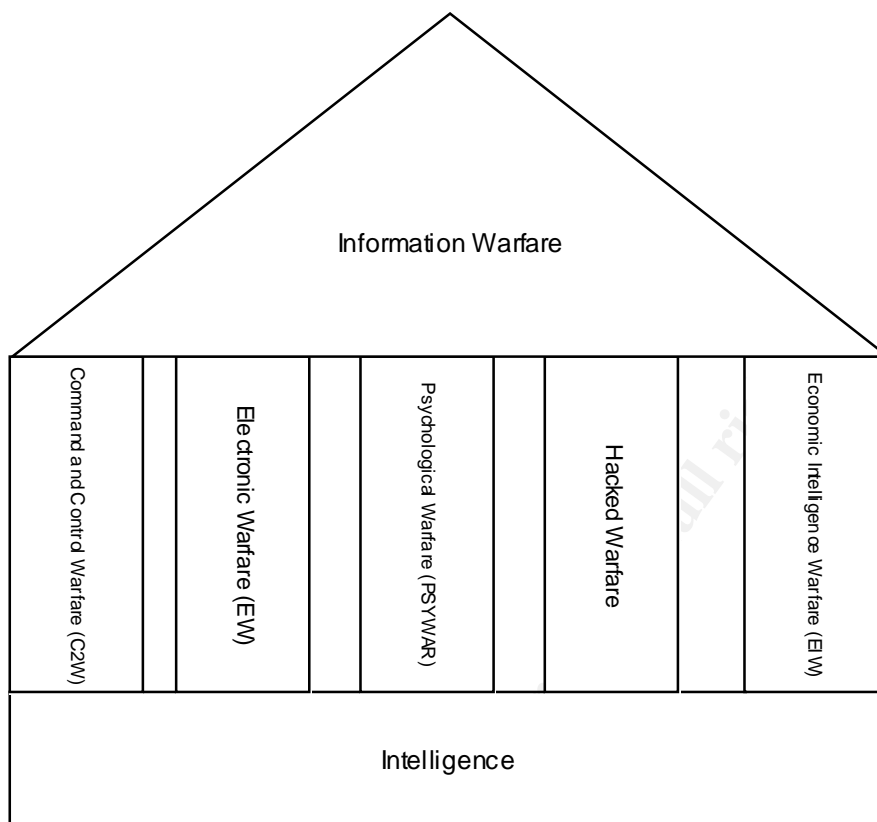 Information Warfare
Command and Control Warfare (C2W)
Electronic Warfare (EW)
Psychological Warfare (PSYWAR)
Hacked Warfare
Economic Intelligence Warfare (EIW)
all
Intelligence